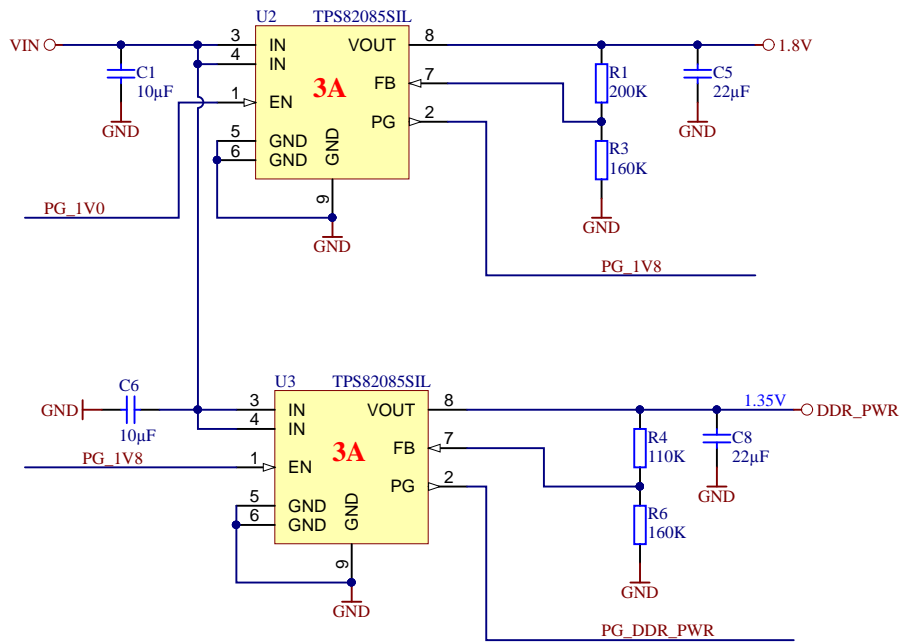 U2 TPS82085SIL
VIN 3 IN VOUT 8 1.8V
4 IN
C1 10µF
3A
FB 7
R1 200K
C5 22µF
1 EN
PG 2
GND
GND
5 GND
6 GND
GND
R3 160K
9
PG_1V0
GND
GND
PG_1V8
U3 TPS82085SIL
C6
GND
10µF
3 IN VOUT 8 1.35V DDR_PWR
4 IN
3A
FB 7
R4 110K
C8 22µF
PG_1V8
1 EN
PG 2
GND
5 GND
6 GND
GND
R6 160K
9
GND
GND
PG_DDR_PWR